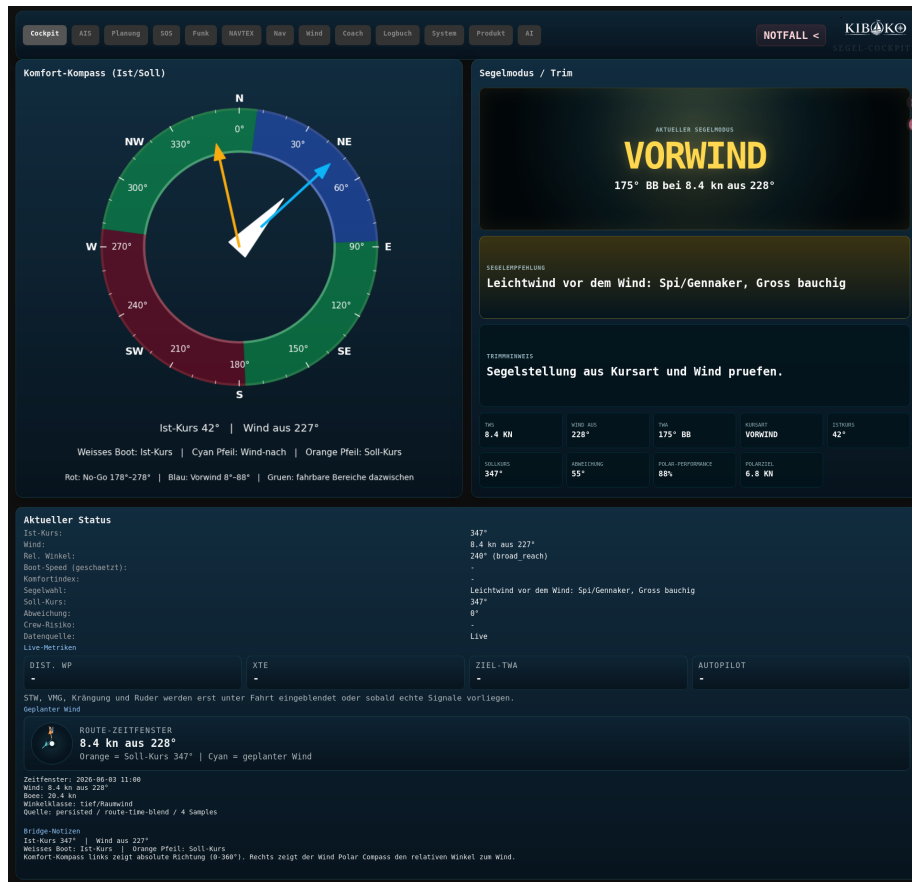 Cockpit AIS Planung SOS Funk NAVTEX Nav Wind Coach Logbuch System Produkt AI
NOTFALL <
KIBOKO
SEGEL-COCKPIT
Komfort-Kompass (Ist/Soll)
N
NW 330° 0° 30° NE
300° 60°
W 270° 90° E
240° 120°
SW 210° 180° 150° SE
S
Ist-Kurs 42° | Wind aus 227°
Weisses Boot: Ist-Kurs | Cyan Pfeil: Wind-nach | Orange Pfeil: Soll-Kurs
Rot: No-Go 178°-278° | Blau: Vorwind 8°-88° | Gruen: fahrbare Bereiche dazwischen
Segelmodus / Trim
AKTUELLER SEGELMODUS
VORWIND
175° BB bei 8.4 kn aus 228°
SEGELEMPFEHLUNG
Leichtwind vor dem Wind: Spi/Gennaker, Gross bauchig
TRIMMHINWEIS
Segelstellung aus Kursart und Wind pruefen.
TWS WIND AUS TWA KURSART ISTKURS
8.4 KN 228° 175° BB VORWIND 42°
SOLLKURS ABWEICHUNG POLAR-PERFORMANCE POLARZIEL
347° 55° 88% 6.8 KN
Aktueller Status
Ist-Kurs: 347°
Wind: 8.4 kn aus 227°
Rel. Winkel: 240° (broad_reach)
Boot-Speed (geschaetzt): -
Komfortindex: -
Segelwahl: Leichtwind vor dem Wind: Spi/Gennaker, Gross bauchig
Soll-Kurs: 347°
Abweichung: 0°
Crew-Risiko: -
Datenquelle: Live
Live-Metriken
DIST. WP XTE ZIEL-TWA AUTOPILOT
- - - -
STW, VMG, Krängung und Ruder werden erst unter Fahrt eingeblendet oder sobald echte Signale vorliegen.
Geplanter Wind
ROUTE-ZEITFENSTER
8.4 kn aus 228°
Orange = Soll-Kurs 347° | Cyan = geplanter Wind
Zeitfenster: 2026-06-03 11:00
Wind: 8.4 kn aus 228°
Boee: 20.4 kn
Winkelklasse: tief/Raumwind
Quelle: persisted / route-time-blend / 4 Samples
Bridge-Notizen
Ist-Kurs 347° | Wind aus 227°
Weisses Boot: Ist-Kurs | Orange Pfeil: Soll-Kurs
Komfort-Kompass links zeigt absolute Richtung (0-360°). Rechts zeigt der Wind Polar Compass den relativen Winkel zum Wind.